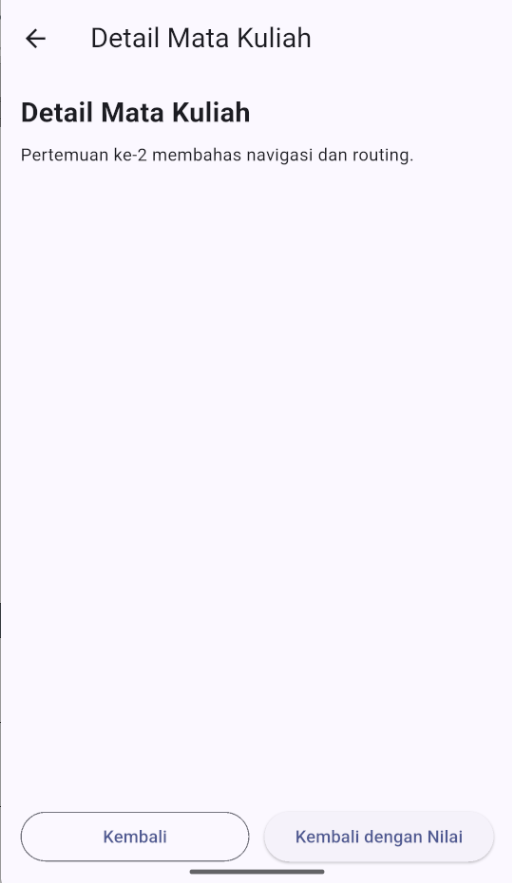 Detail Mata Kuliah
Detail Mata Kuliah
Pertemuan ke-2 membahas navigasi dan routing.
Kembali
Kembali dengan Nilai